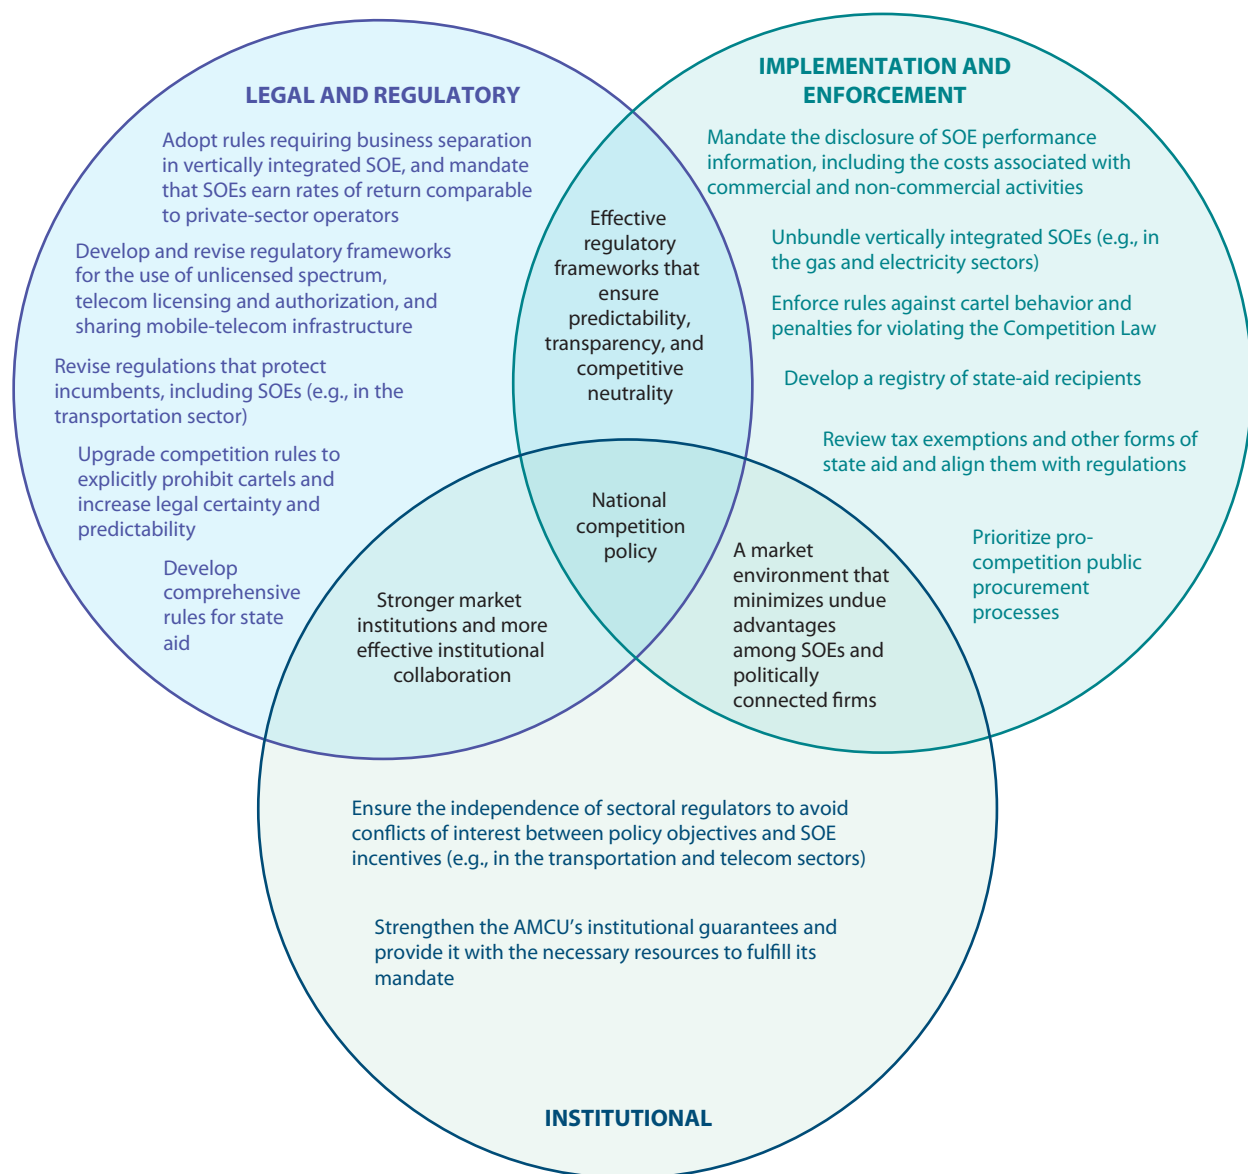 LEGAL AND REGULATORY
Adopt rules requiring business separation
in vertically integrated SOE, and mandate
that SOEs earn rates of return comparable
to private-sector operators
Develop and revise regulatory frameworks
for the use of unlicensed spectrum,
telecom licensing and authorization, and
sharing mobile-telecom infrastructure
Revise regulations that protect
incumbents, including SOEs (e.g., in the
transportation sector)
Upgrade competition rules to
explicitly prohibit cartels and
increase legal certainty and
predictability
Develop
comprehensive
rules for state
aid
IMPLEMENTATION AND
ENFORCEMENT
Mandate the disclosure of SOE performance
information, including the costs associated with
commercial and non-commercial activities
Unbundle vertically integrated SOEs (e.g., in
the gas and electricity sectors)
Enforce rules against cartel behavior and
penalties for violating the Competition Law
Develop a registry of state-aid recipients
Review tax exemptions and other forms of
state aid and align them with regulations
Prioritize pro-
competition public
procurement
processes
Effective
regulatory
frameworks that
ensure
predictability,
transparency, and
competitive
neutrality
National
competition
policy
Stronger market
institutions and more
effective institutional
collaboration
A market
environment that
minimizes undue
advantages
among SOEs and
politically
connected firms
Ensure the independence of sectoral regulators to avoid
conflicts of interest between policy objectives and SOE
incentives (e.g., in the transportation and telecom sectors)
Strengthen the AMCU's institutional guarantees and
provide it with the necessary resources to fulfill its
mandate
INSTITUTIONAL